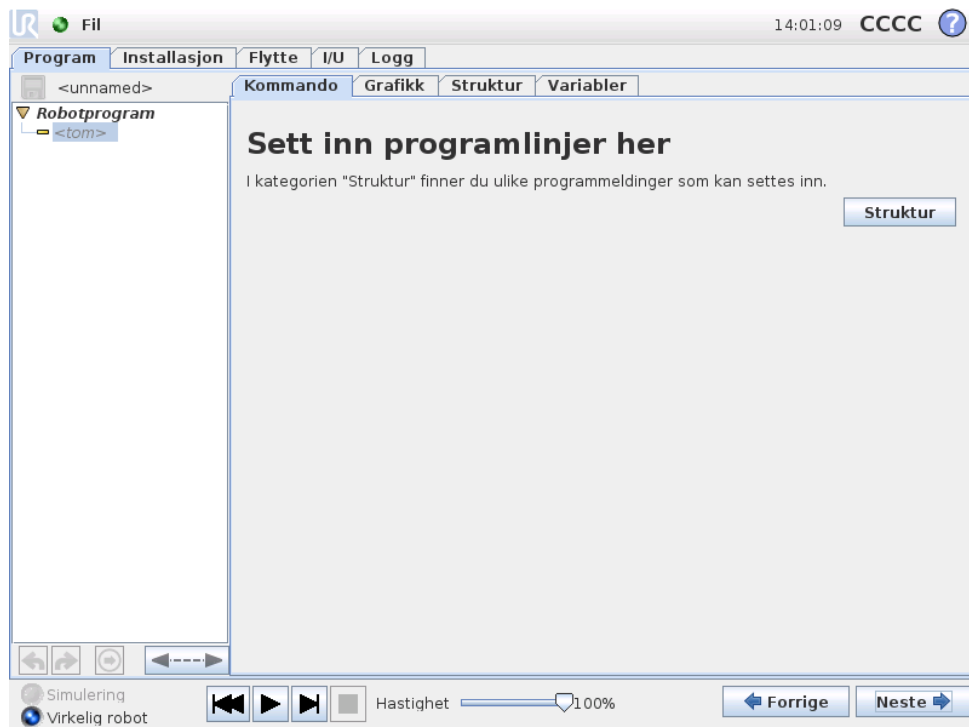 UR Fil 14:01:09 CCCC ?
Program Installasjon Flytte I/U Logg
<unnamed>
Kommando Grafikk Struktur Variabler
Robotprogram
<tom>
Sett inn programlinjer her
I kategorien "Struktur" finner du ulike programmeldinger som kan settes inn.
Struktur
Simulering
Virkelig robot
Hastighet 100%
Forrige Neste